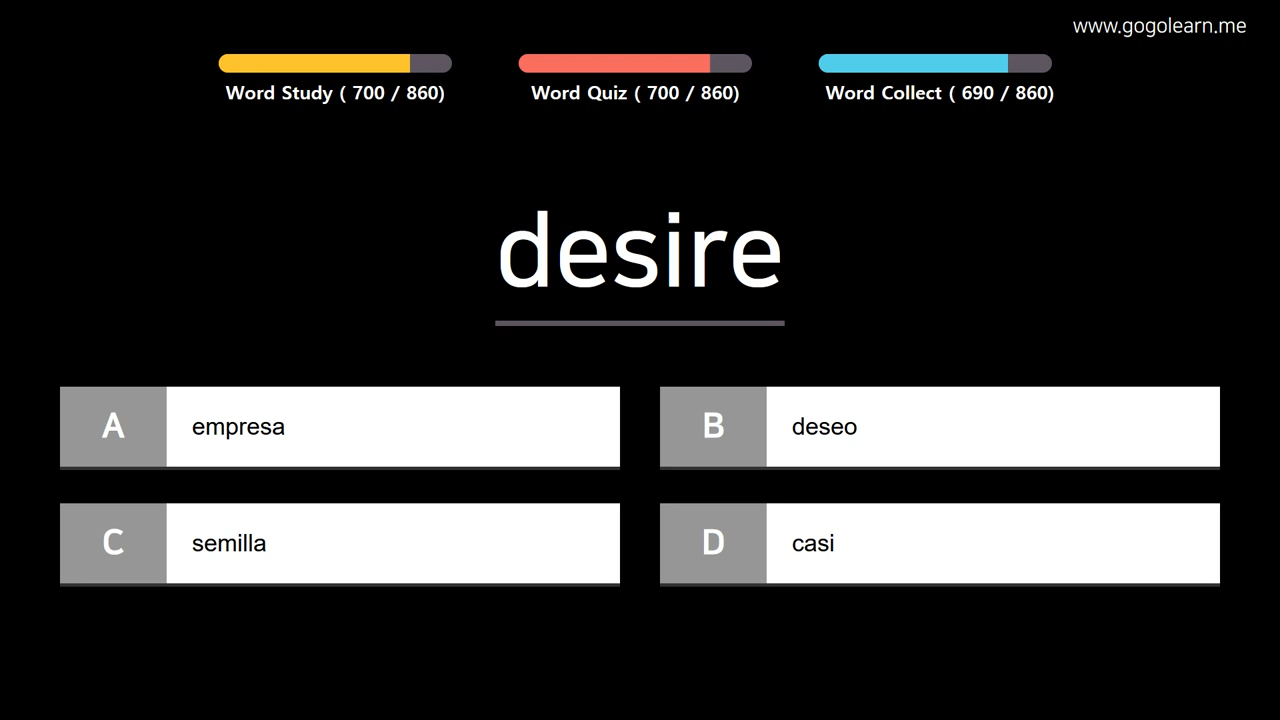 www.gogolearn.me
Word Study ( 700 / 860)
Word Quiz ( 700 / 860)
Word Collect ( 690 / 860)
desire
A
empresa
B
deseo
C
semilla
D
casi